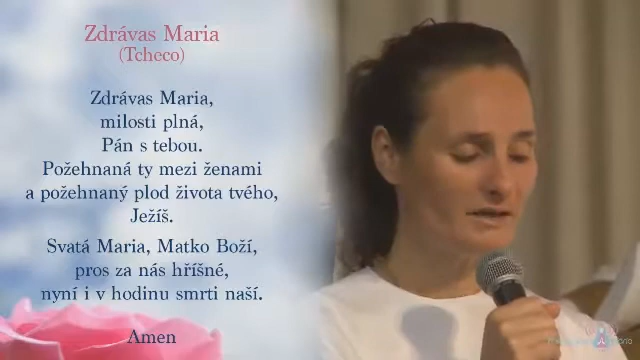 Zdrávas Maria
(Tcheco)
Zdrávas Maria,
milosti plná,
Pán s tebou.
Požehnaná ty mezi ženami
a požehnaný plod života tvého,
Ježíš.
Svatá Maria, Matko Boží,
pros za nás hříšné,
nyní i v hodinu smrti naší.
Amen